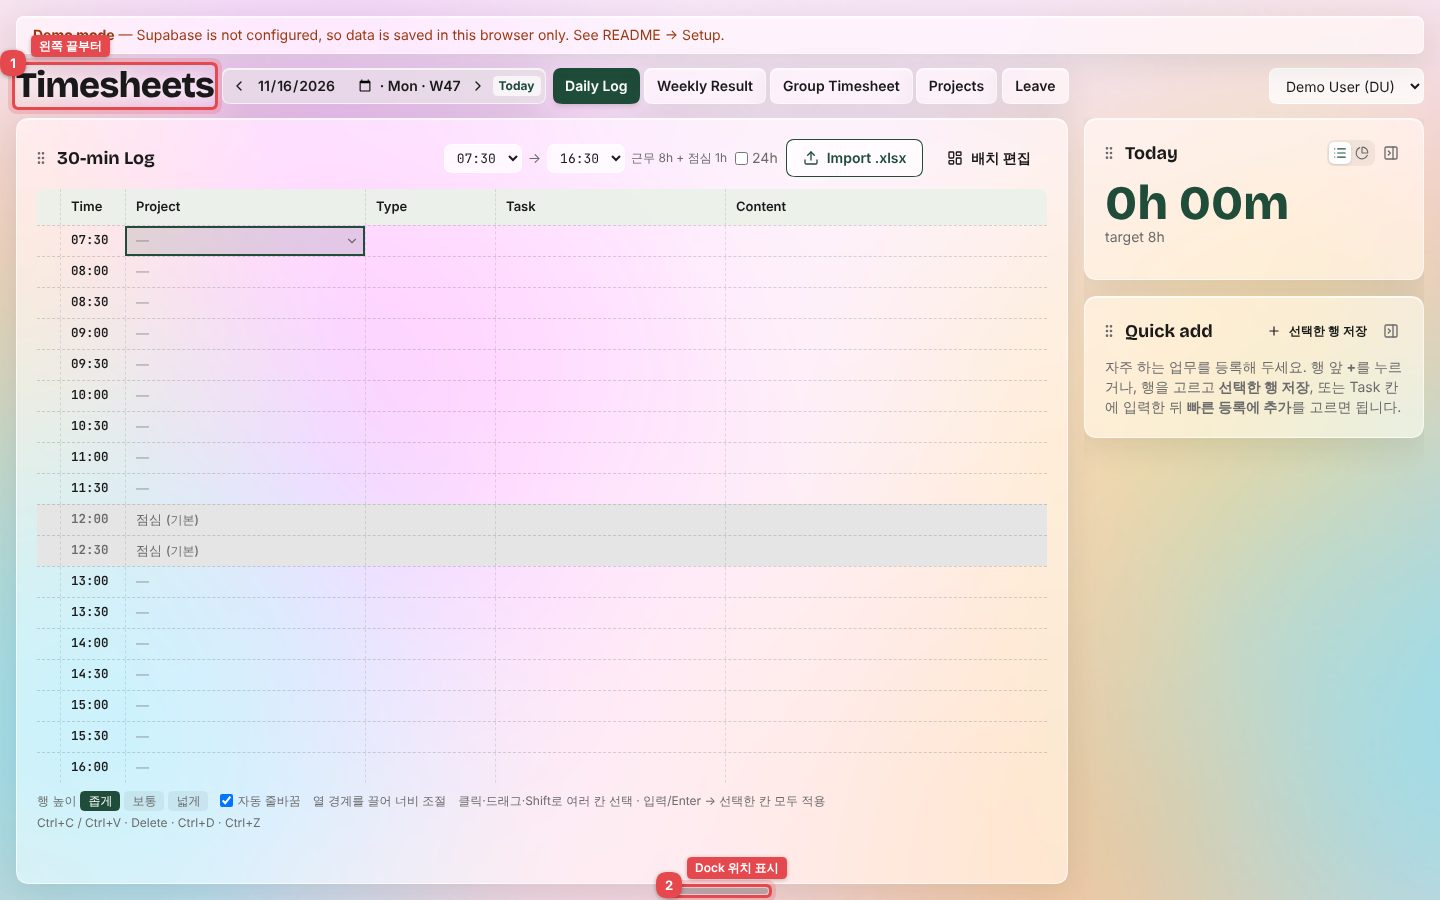 Demo mode — Supabase is not configured, so data is saved in this browser only. See README → Setup.
왼쪽 끝부터
1
Timesheets
11/16/2026 · Mon · W47 Today
Daily Log
Weekly Result
Group Timesheet
Projects
Leave
Demo User (DU)
30-min Log
07:30 → 16:30 근무 8h + 점심 1h 24h
Import .xlsx
배치 편집
Time Project Type Task Content
07:30 —
08:00 —
08:30 —
09:00 —
09:30 —
10:00 —
10:30 —
11:00 —
11:30 —
12:00 점심 (기본)
12:30 점심 (기본)
13:00 —
13:30 —
14:00 —
14:30 —
15:00 —
15:30 —
16:00 —
행 높이 좁게 보통 넓게 자동 줄바꿈 열 경계를 끌어 너비 조절 클릭·드래그·Shift로 여러 칸 선택 · 입력/Enter → 선택한 칸 모두 적용
Ctrl+C / Ctrl+V · Delete · Ctrl+D · Ctrl+Z
Today
0h 00m
target 8h
Quick add
+ 선택한 행 저장
자주 하는 업무를 등록해 두세요. 행 앞 +를 누르
거나, 행을 고르고 선택한 행 저장, 또는 Task 칸
에 입력한 뒤 빠른 등록에 추가를 고르면 됩니다.
Dock 위치 표시
2